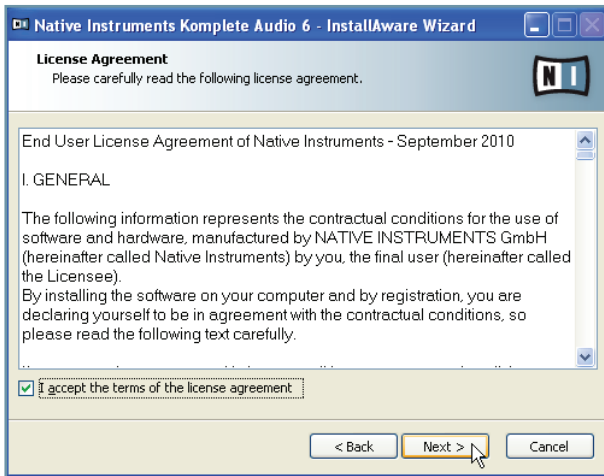 Native Instruments Komplete Audio 6 - InstallAware Wizard
License Agreement
Please carefully read the following license agreement.
N I
End User License Agreement of Native Instruments - September 2010
I. GENERAL
The following information represents the contractual conditions for the use of
software and hardware, manufactured by NATIVE INSTRUMENTS GmbH
(hereinafter called Native Instruments) by you, the final user (hereinafter called
the Licensee).
By installing the software on your computer and by registration, you are
declaring yourself to be in agreement with the contractual conditions, so
please read the following text carefully.
I accept the terms of the license agreement
< Back Next > Cancel